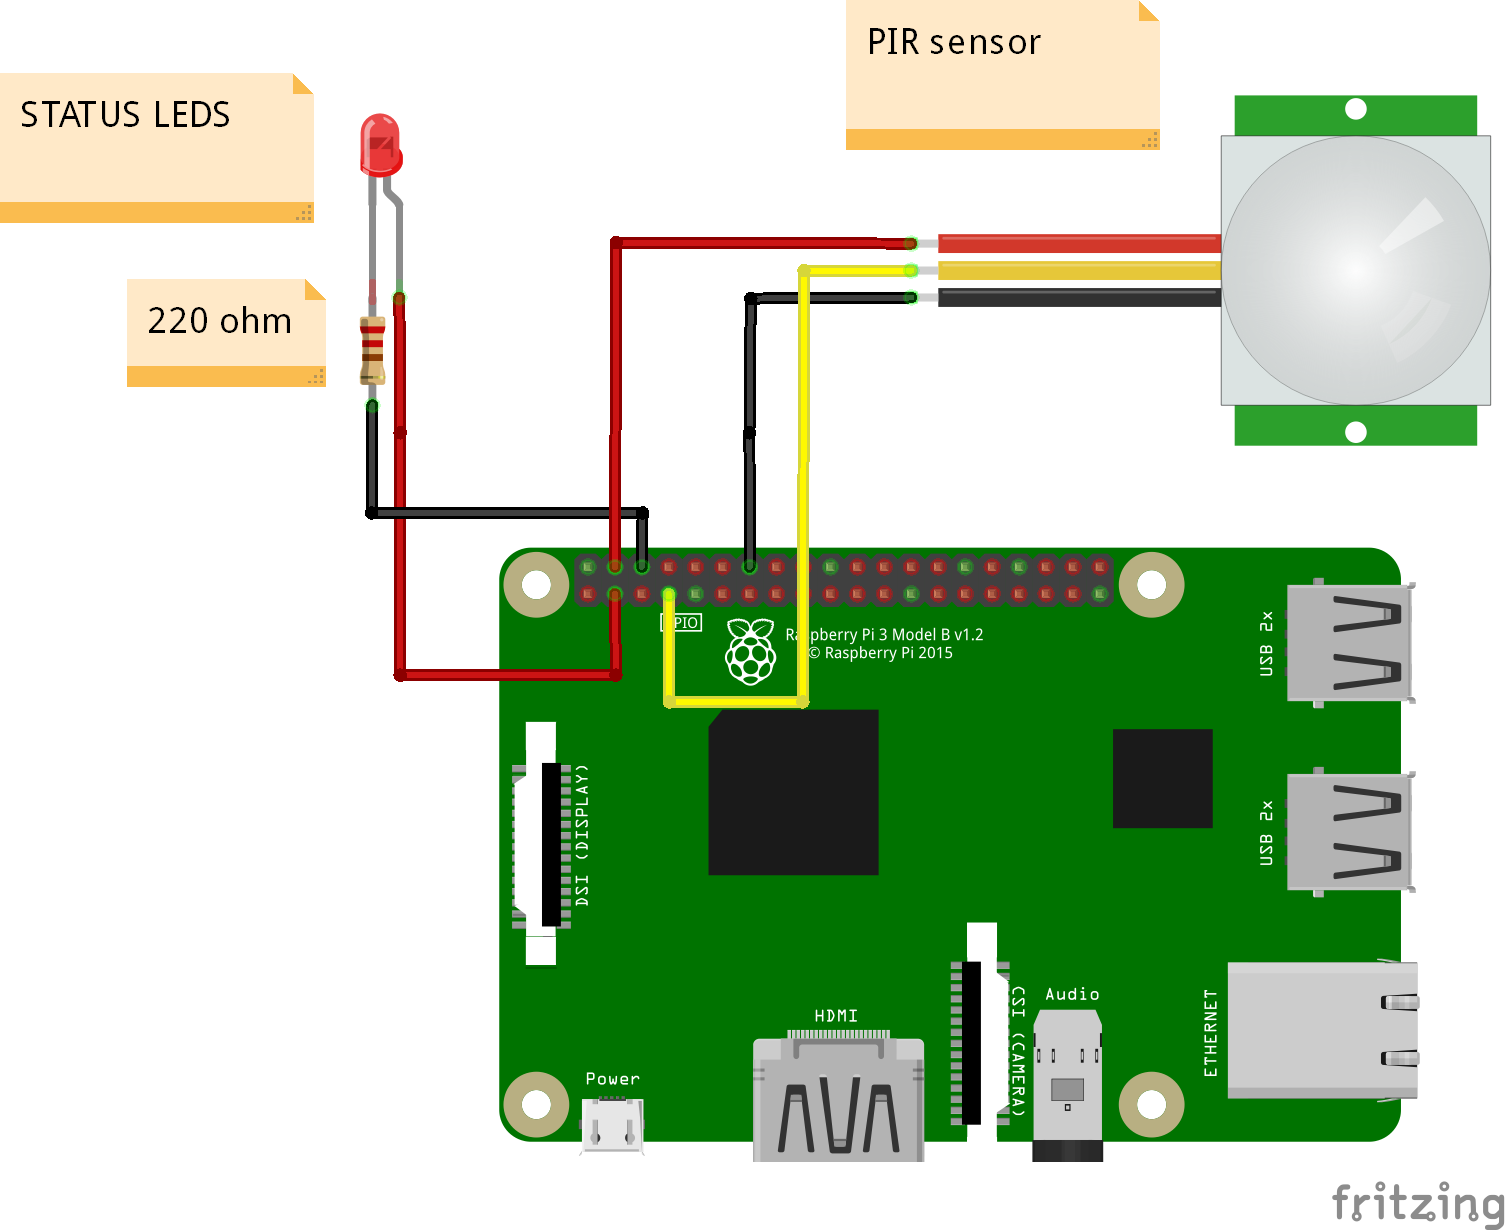 PIR sensor
STATUS LEDS
220 ohm
Raspberry Pi 3 Model B v1.2
© Raspberry Pi 2015
USB 2x
USB 2x
DSI (DISPLAY)
CSI (CAMERA)
Audio
ETHERNET
HDMI
Power
fritzing